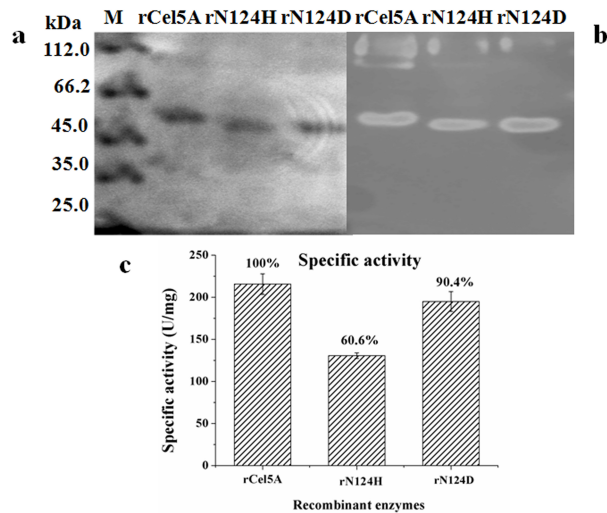 a
kDa
M rCel5A rN124H rN124D
rCel5A rN124H rN124D
b
112.0
66.2
45.0
35.0
25.0
c
Specific activity
Specific activity (U/mg)
250
200
150
100
50
0
100%
60.6%
90.4%
rCel5A
rN124H
rN124D
Recombinant enzymes